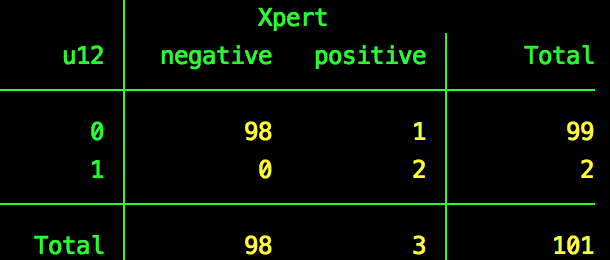 Xpert
u12 negative positive Total
0 98 1 99
1 0 2 2
Total 98 3 101